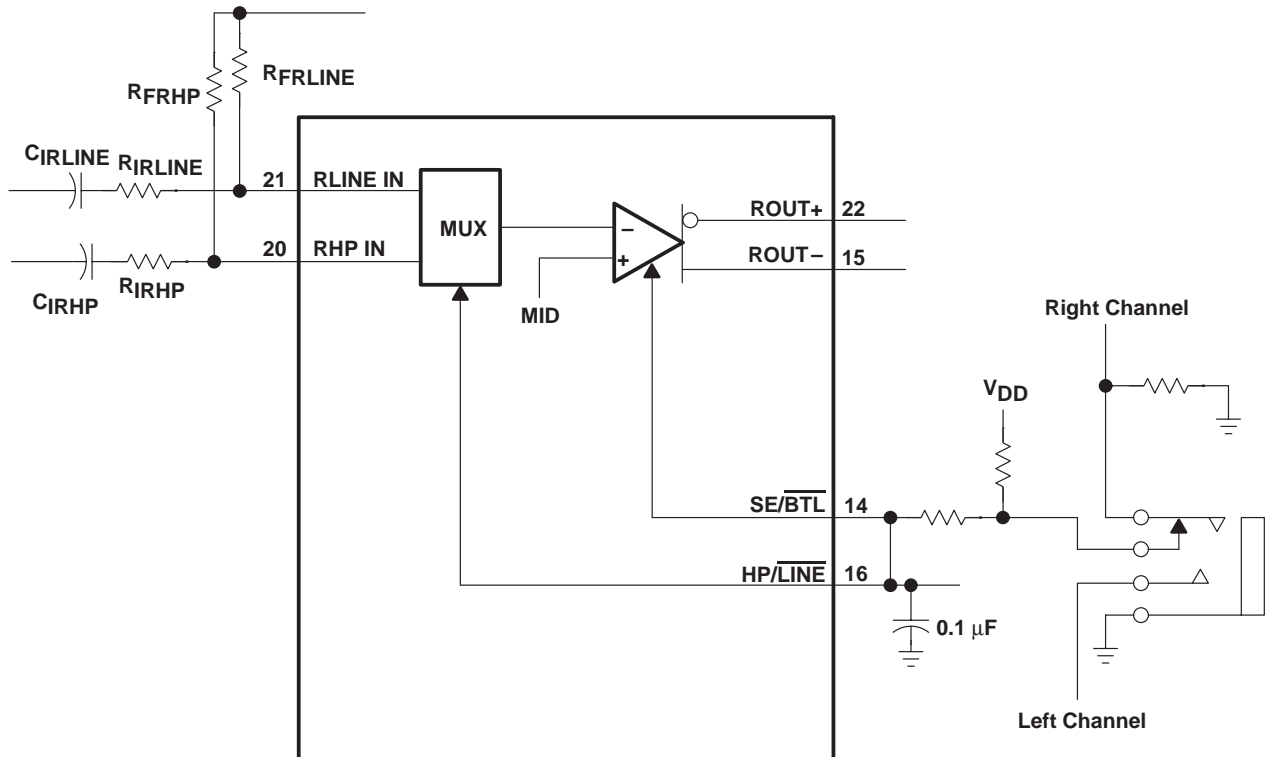 RFRLINE
RFRHP
CIRLINE
RIRLINE
21
RLINE IN
MUX
ROUT+
22
20
RHP IN
ROUT−
15
RIRHP
CIRHP
−
+
MID
Right Channel
VDD
SE/BTL
14
HP/LINE
16
0.1 μF
Left Channel